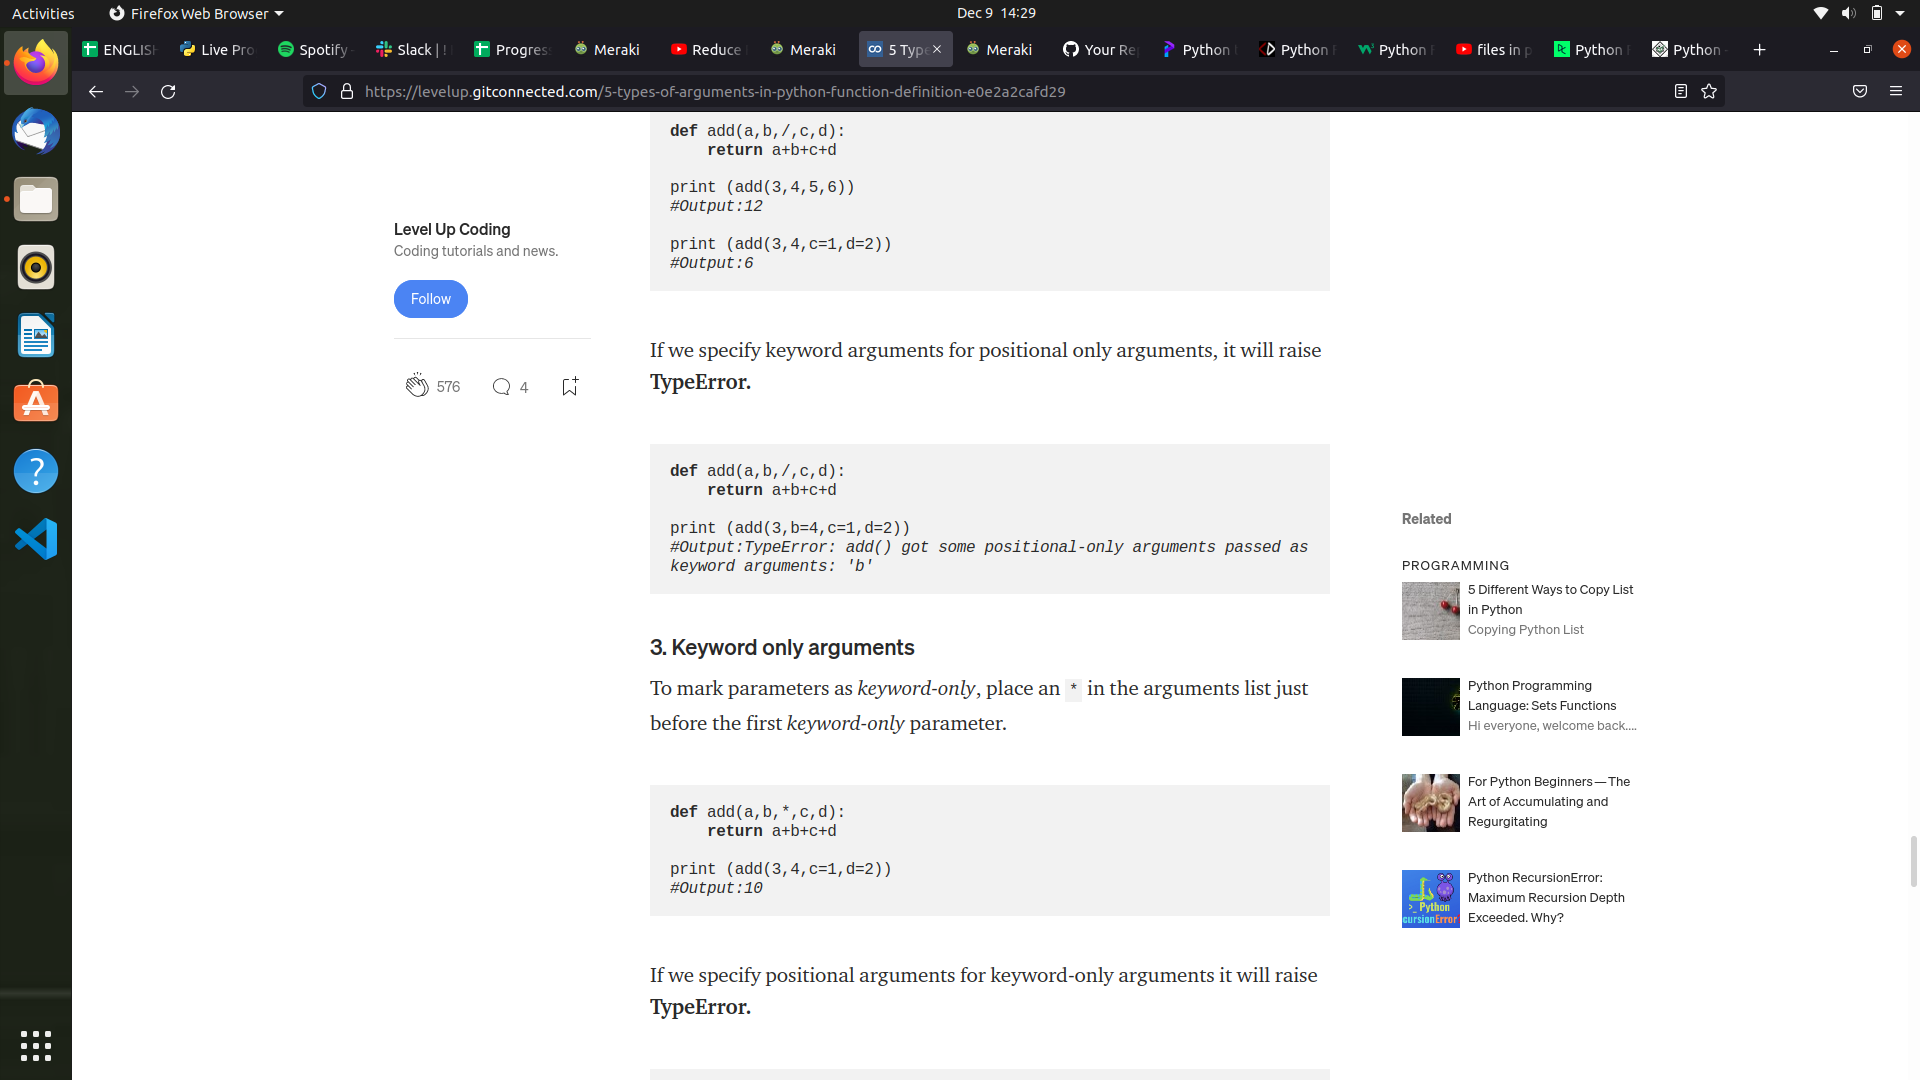 Activities
Firefox Web Browser
Dec 9 14:29
ENGLISH
Live Pro
Spotify
Slack | !
Progres
Meraki
Reduce
Meraki
5 Type
Meraki
Your Re
Python
Python
Python
files in p
Python
Python
https://levelup.gitconnected.com/5-types-of-arguments-in-python-function-definition-e0e2a2cafd29
def add(a,b,/,c,d):
    return a+b+c+d
print (add(3,4,5,6))
#Output:12
print (add(3,4,c=1,d=2))
#Output:6
Level Up Coding
Coding tutorials and news.
Follow
576
4
If we specify keyword arguments for positional only arguments, it will raise
TypeError.
def add(a,b,/,c,d):
    return a+b+c+d
print (add(3,b=4,c=1,d=2))
#Output:TypeError: add() got some positional-only arguments passed as
keyword arguments: 'b'
3. Keyword only arguments
To mark parameters as keyword-only, place an * in the arguments list just
before the first keyword-only parameter.
def add(a,b,*,c,d):
    return a+b+c+d
print (add(3,4,c=1,d=2))
#Output:10
If we specify positional arguments for keyword-only arguments it will raise
TypeError.
Related
PROGRAMMING
5 Different Ways to Copy List
in Python
Copying Python List
Python Programming
Language: Sets Functions
Hi everyone, welcome back....
For Python Beginners — The
Art of Accumulating and
Regurgitating
>_ Python
cursionError
Python RecursionError:
Maximum Recursion Depth
Exceeded. Why?